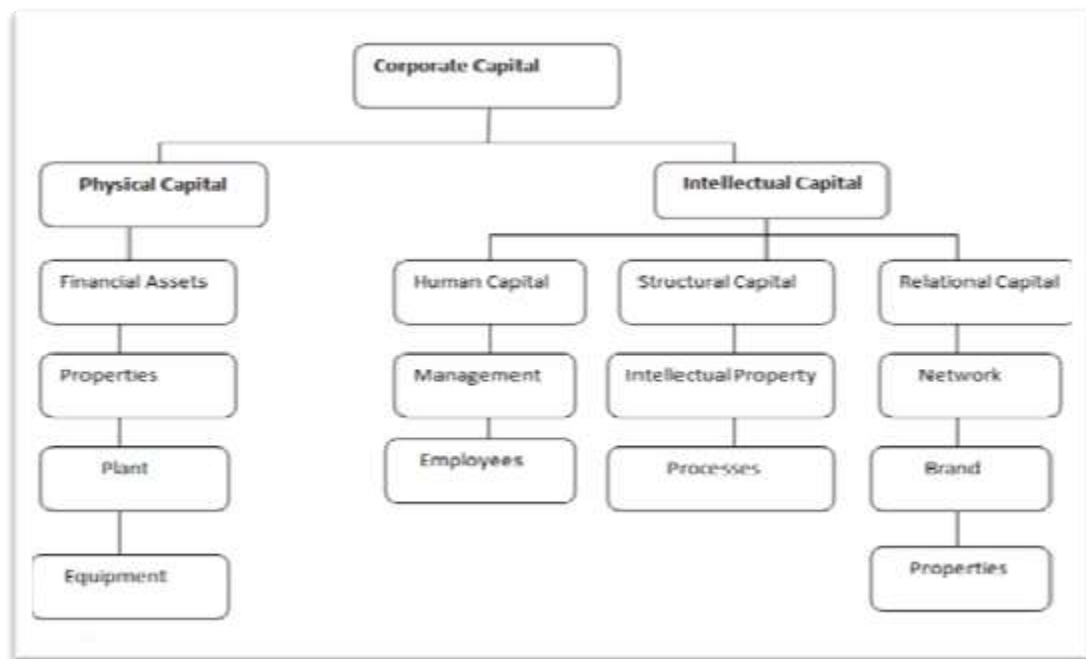 Corporate Capital
Physical Capital
Intellectual Capital
Financial Assets
Human Capital
Structural Capital
Relational Capital
Properties
Management
Intellectual Property
Network
Plant
Employees
Processes
Brand
Equipment
Properties